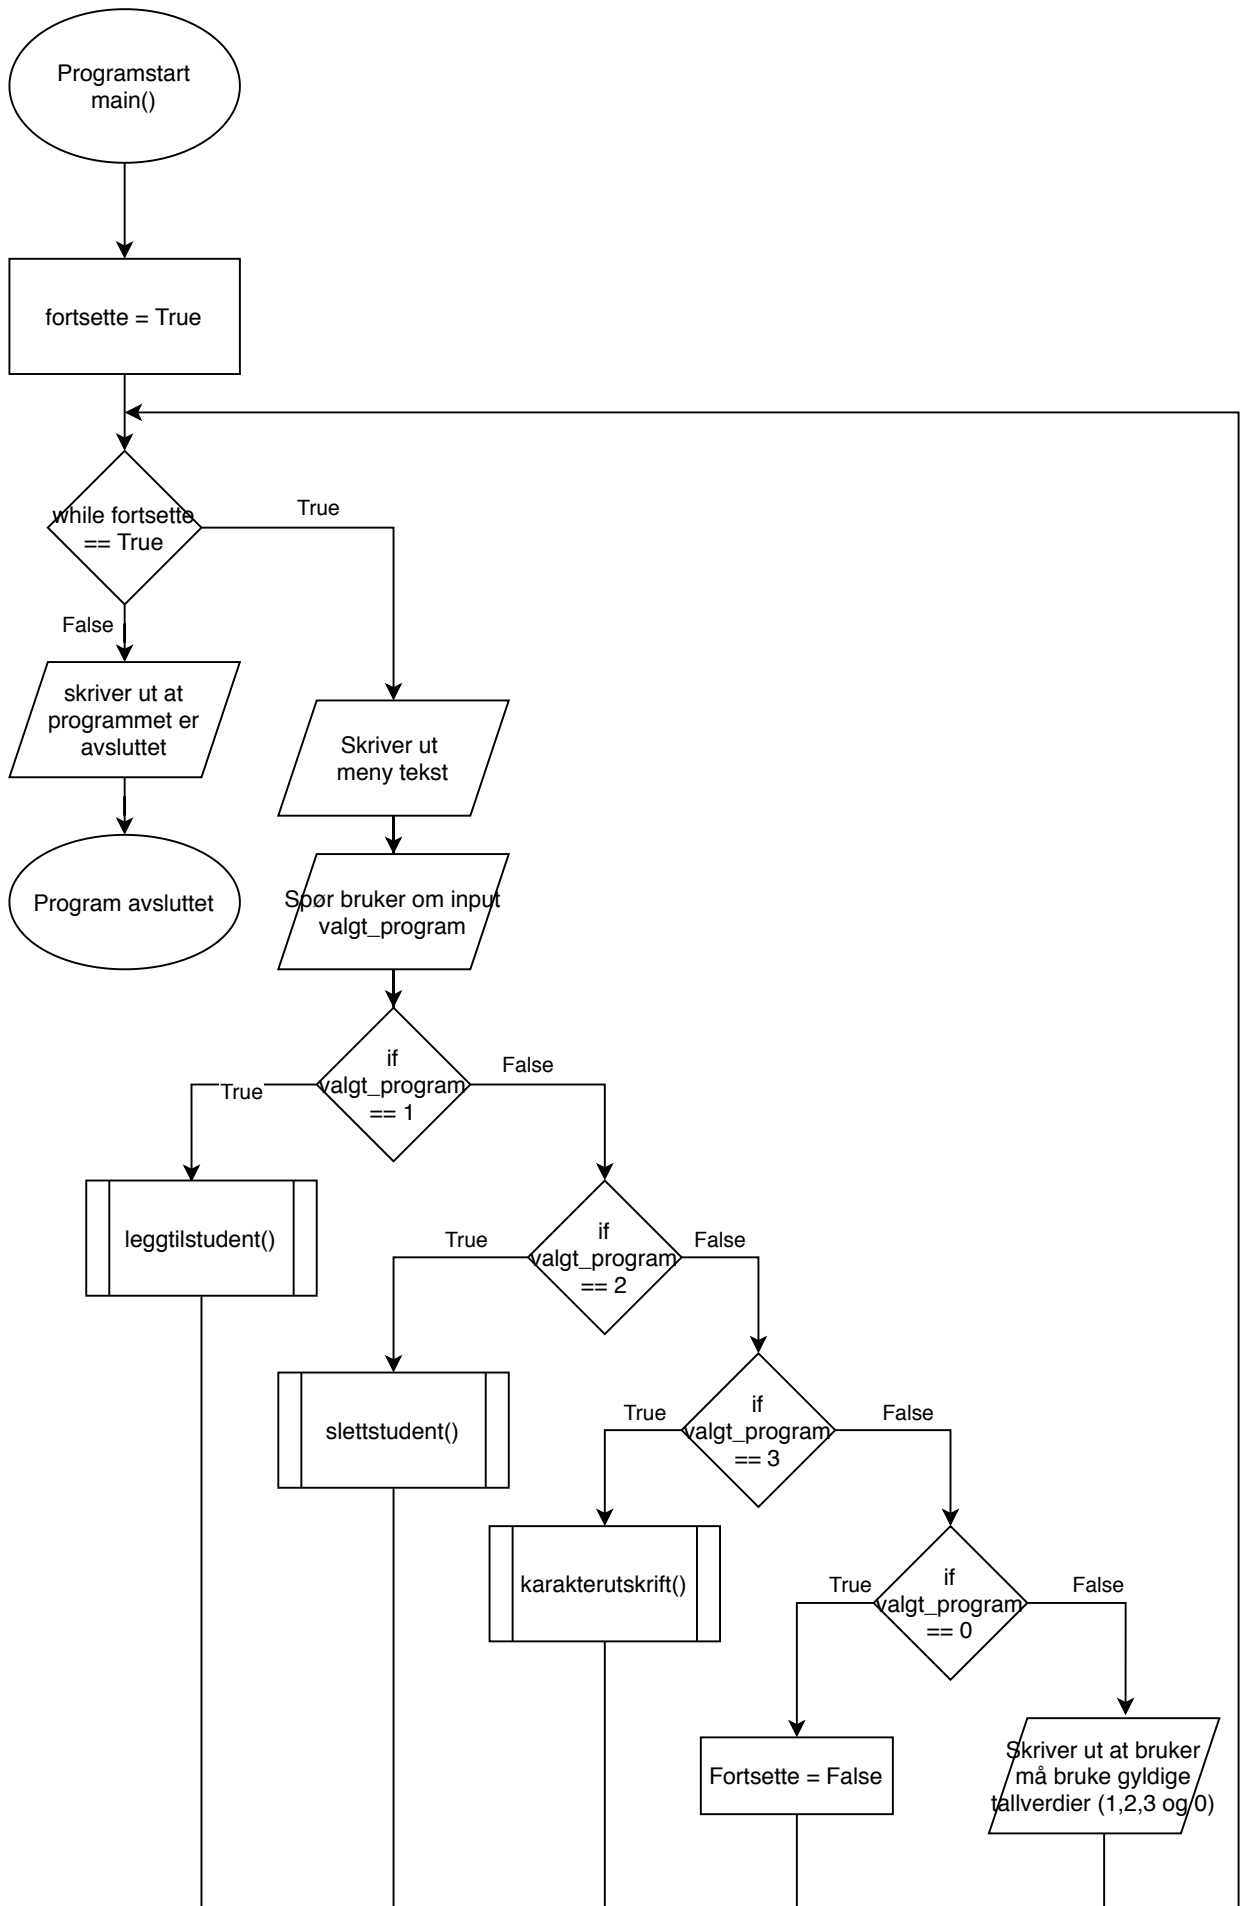 Programstart
main()
fortsette = True
while fortsette
== True
True
False
skriver ut at
programmet er
avsluttet
Skriver ut
meny tekst
Program avsluttet
Spør bruker om input
valgt_program
if
valgt_program
== 1
True
False
leggtilstudent()
if
valgt_program
== 2
True
False
slettstudent()
if
valgt_program
== 3
True
False
karakterutskrift()
if
valgt_program
== 0
True
False
Fortsette = False
Skriver ut at bruker
må bruke gyldige
tallverdier (1,2,3 og 0)